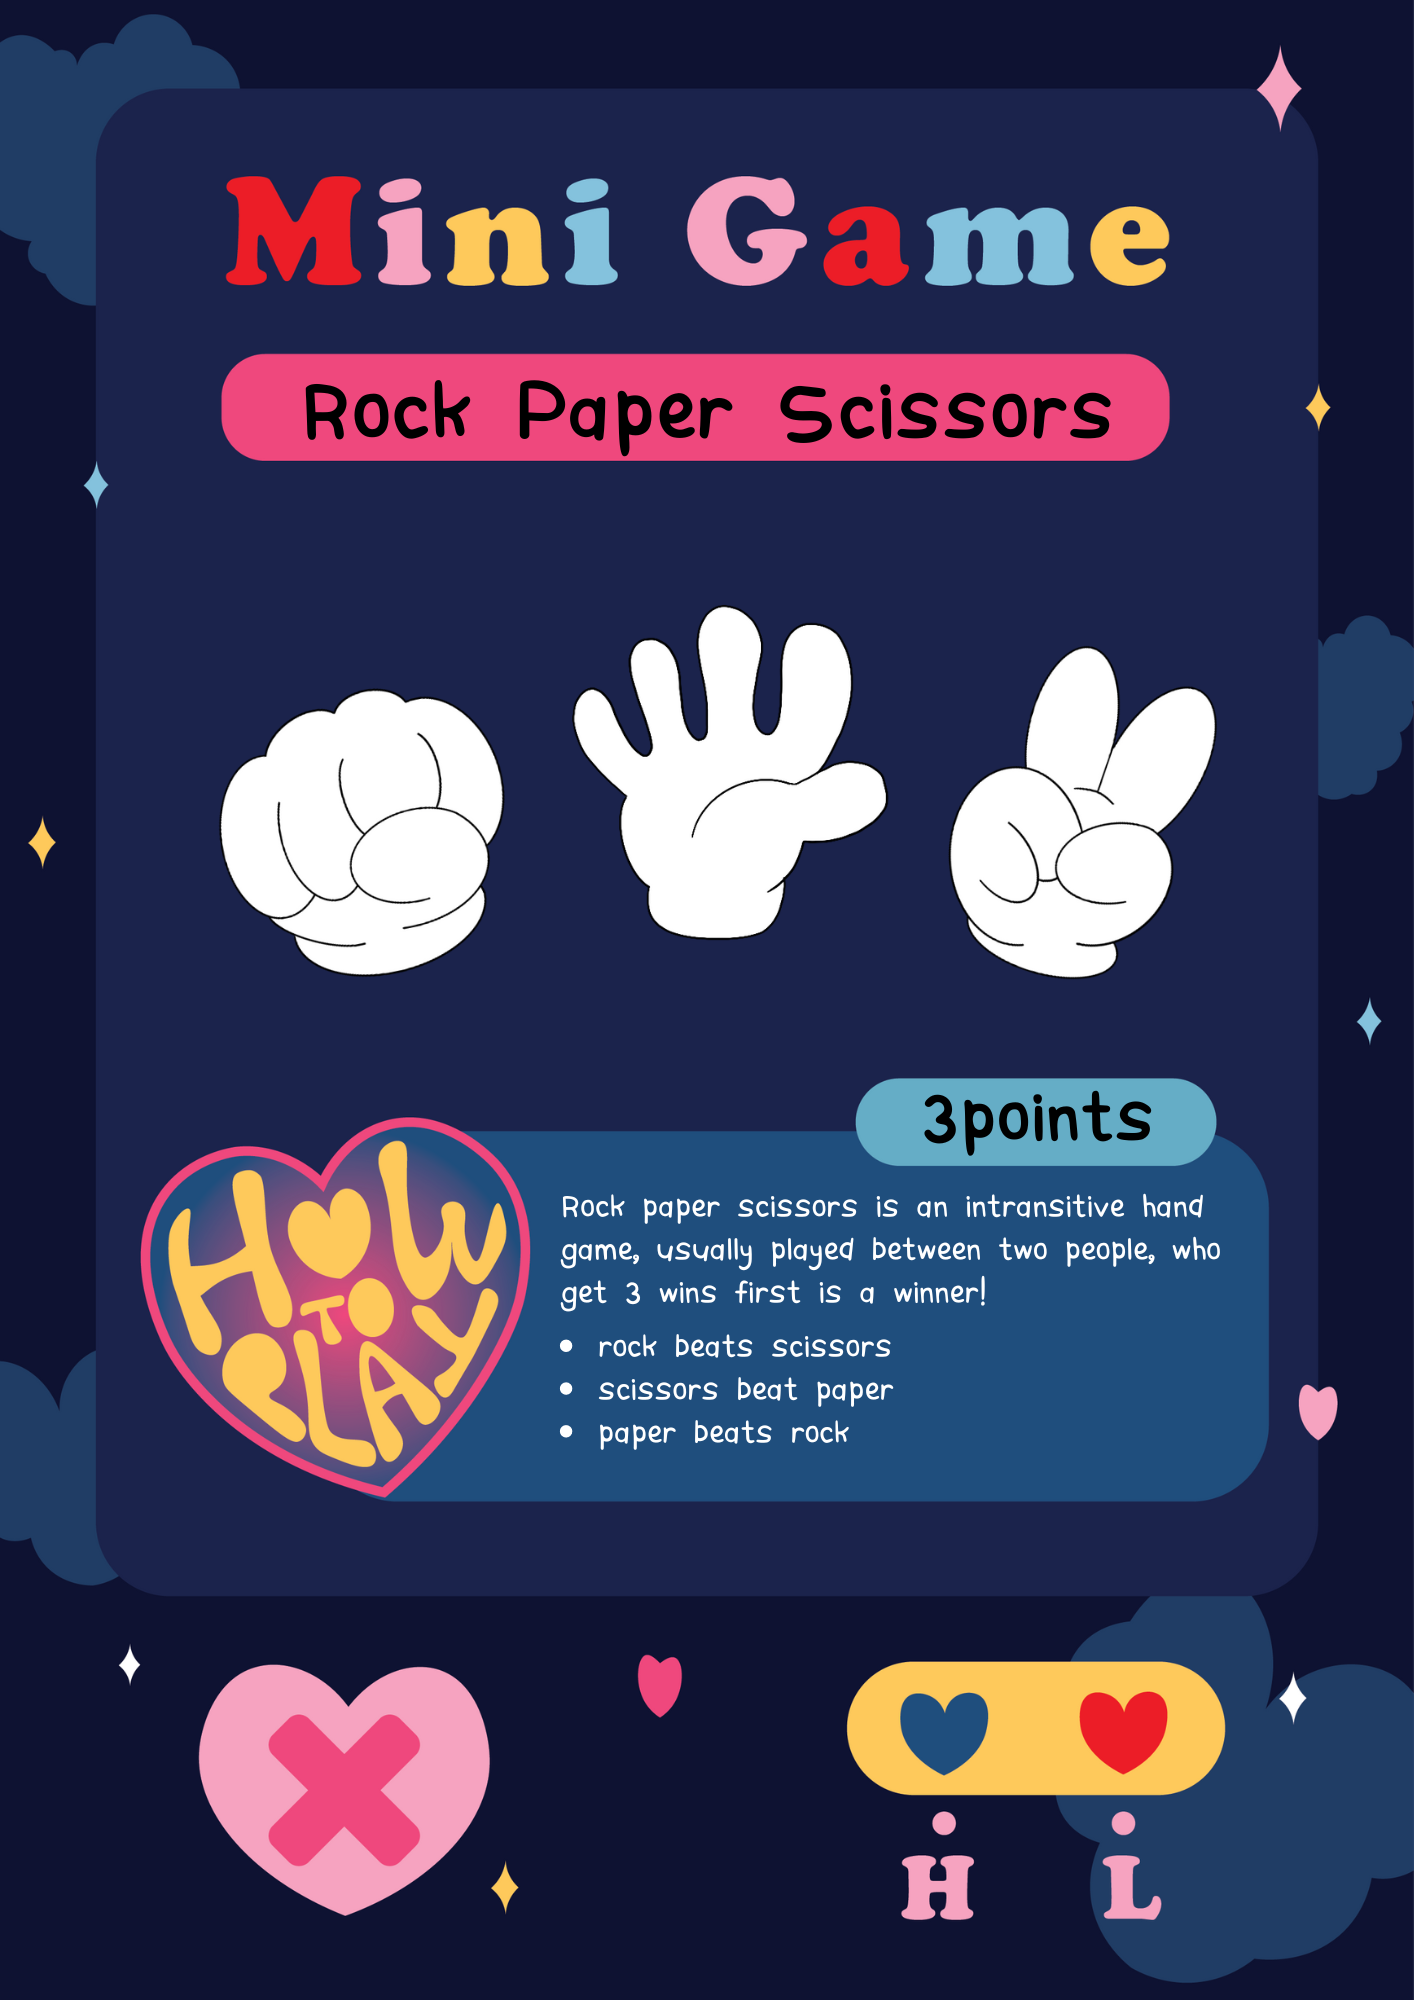 Mini Game
Rock Paper Scissors
3points
HOW
TO
PLAY
Rock paper scissors is an intransitive hand
game, usually played between two people, who
get 3 wins first is a winner!
• rock beats scissors
• scissors beat paper
• paper beats rock
H L